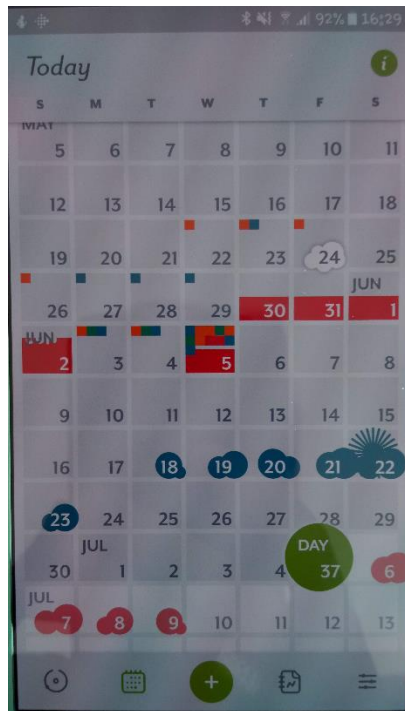 92% 16:29
Today i
S M T W T F S
MAY
5 6 7 8 9 10 11
12 13 14 15 16 17 18
19 20 21 22 23 24 25
JUN
26 27 28 29 30 31 1
JUN
2 3 4 5 6 7 8
9 10 11 12 13 14 15
16 17 18 19 20 21 22
23 24 25 26 27 28 29
JUL DAY
30 1 2 3 4 37 6
JUL
7 8 9 10 11 12 13
+